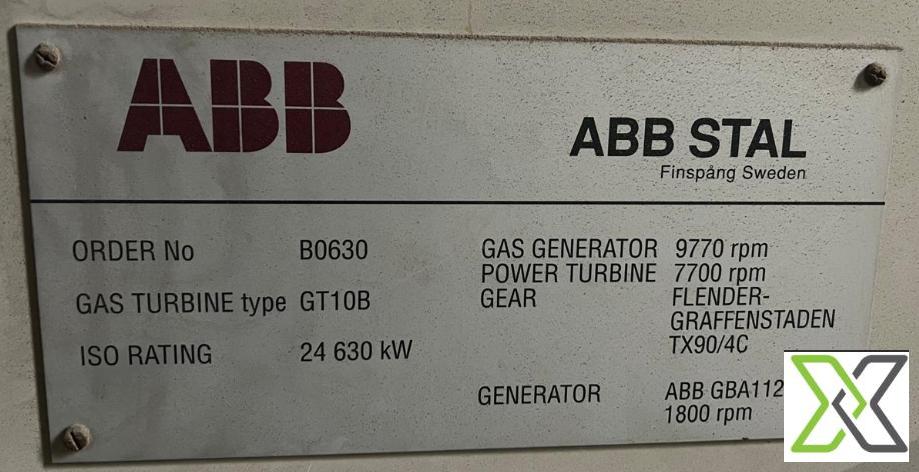 ABB
ABB STAL
Finspång Sweden
ORDER No B0630
GAS TURBINE type GT10B
ISO RATING 24 630 kW
GAS GENERATOR 9770 rpm
POWER TURBINE 7700 rpm
GEAR FLENDER-
GRAFFENSTADEN
TX90/4C
GENERATOR ABB
1800 rpm